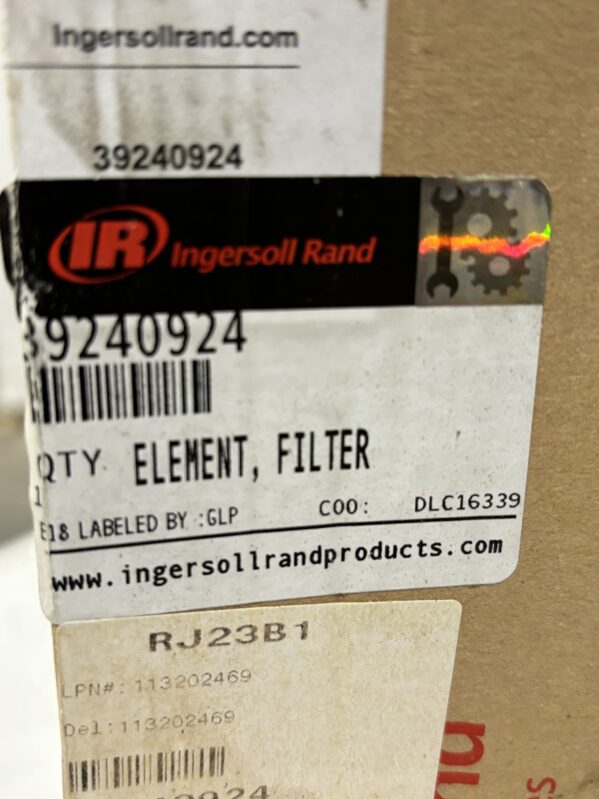 Ingersollrand.com
39240924
IR Ingersoll Rand
39240924
QTY ELEMENT, FILTER
1
E18 LABELED BY :GLP COO: DLC16339
www.ingersollrandproducts.com
RJ23B1
LPN#:113202469
Del:113202469